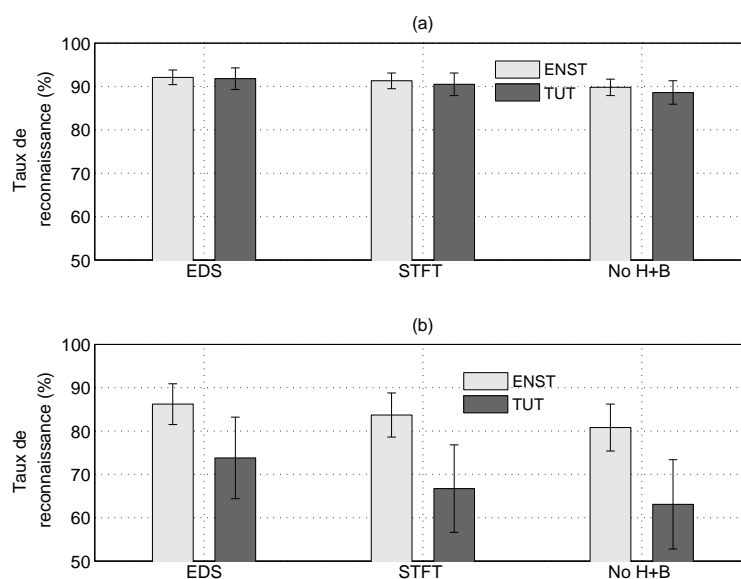 (a)
100
90
80
70
60
50
Taux de
reconnaissance (%)
ENST
TUT
EDS
STFT
No H+B
(b)
100
90
80
70
60
50
Taux de
reconnaissance (%)
ENST
TUT
EDS
STFT
No H+B